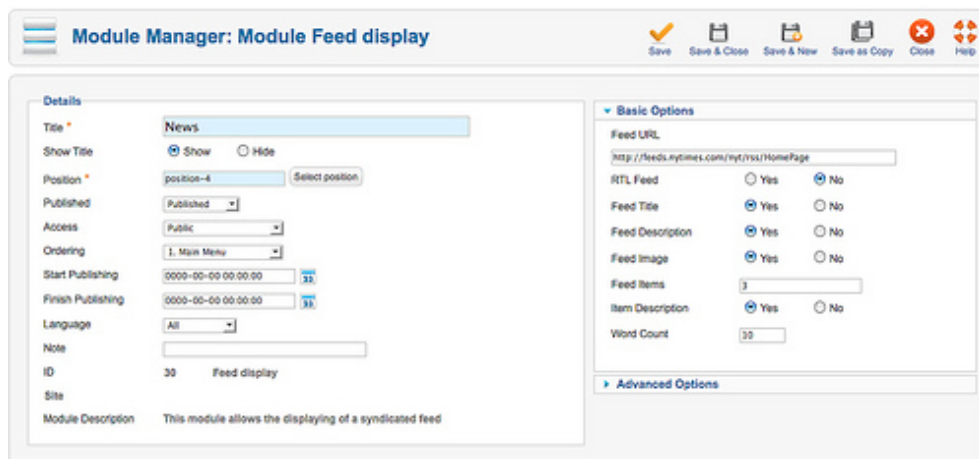 Module Manager: Module Feed display
Save
Save & Close
Save & New
Save as Copy
Close
Help
Details
Title *
News
Show Title
Show
Hide
Position *
position-4
Select position
Published
Published
Access
Public
Ordering
1. Main Menu
Start Publishing
0000-00-00 00:00:00
Finish Publishing
0000-00-00 00:00:00
Language
All
Note
ID
30
Feed display
Site
Module Description
This module allows the displaying of a syndicated feed
Basic Options
Feed URL
http://feeds.nytimes.com/nyt/rss/HomePage
RTL Feed
Yes
No
Feed Title
Yes
No
Feed Description
Yes
No
Feed Image
Yes
No
Feed Items
3
Item Description
Yes
No
Word Count
30
Advanced Options